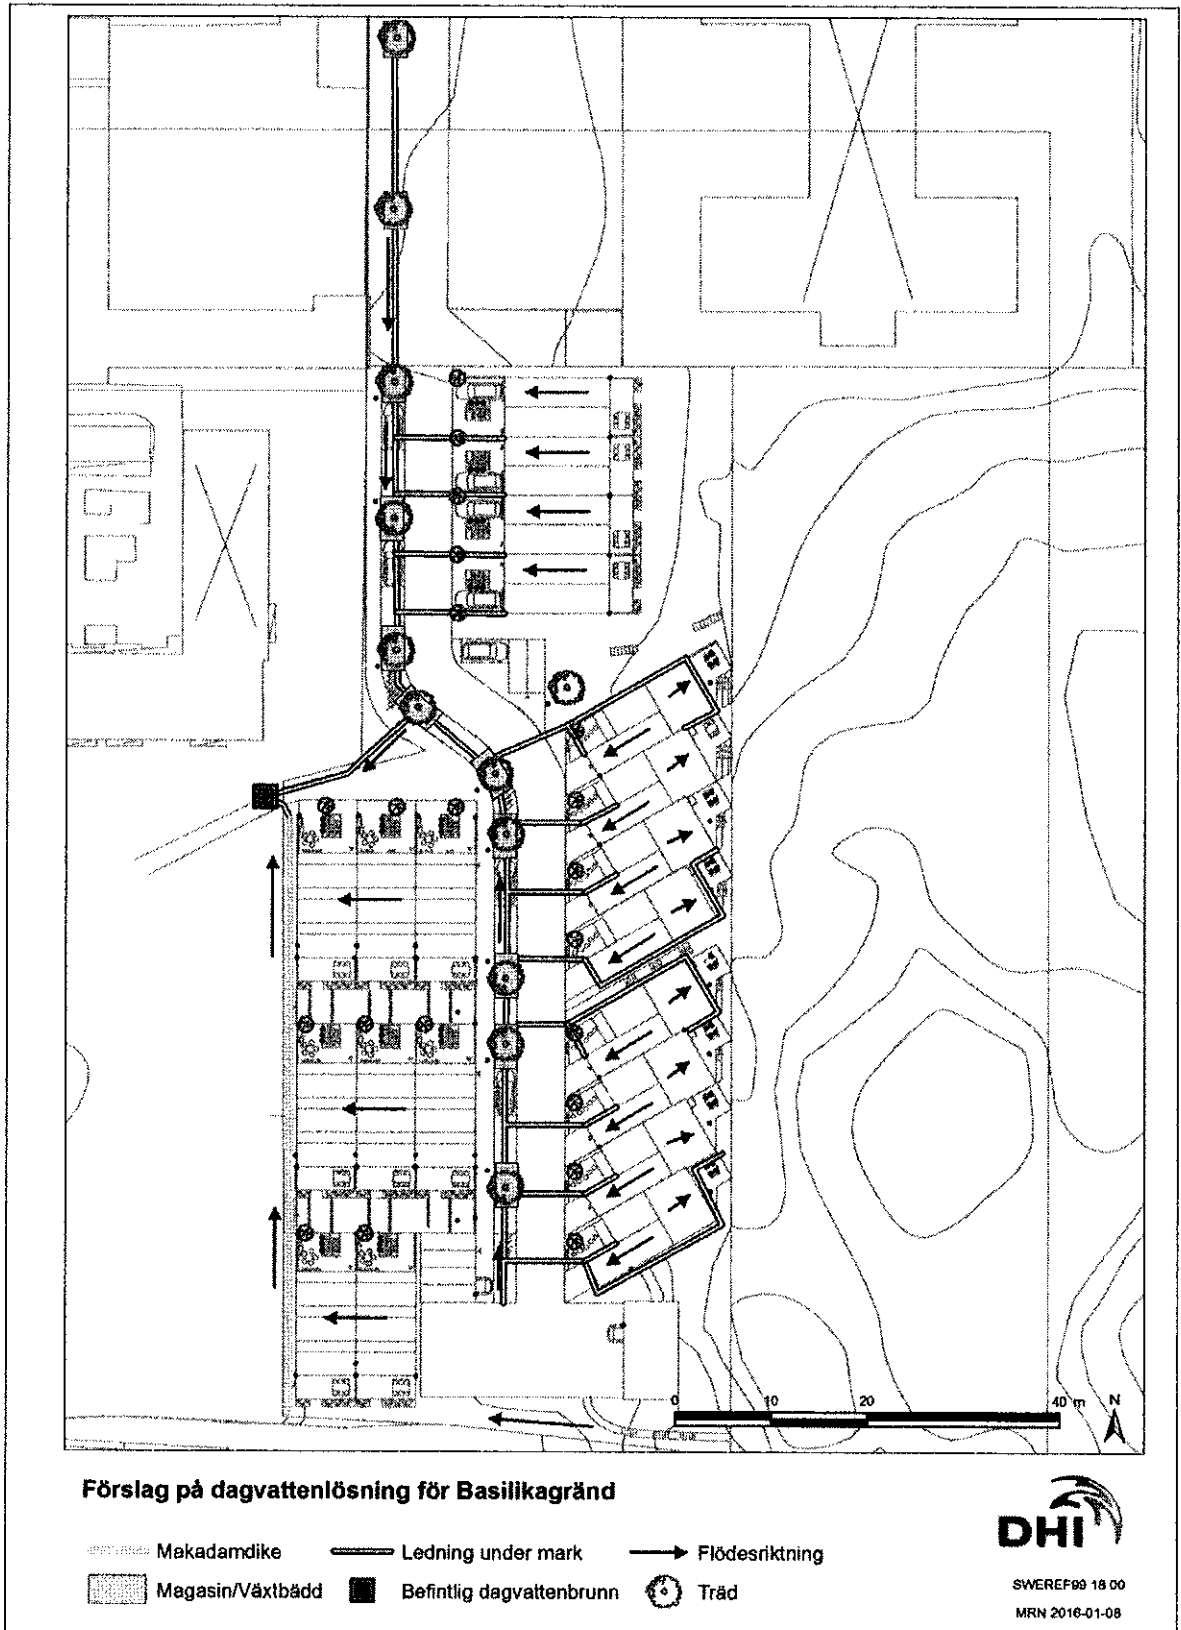 0 10 20 40 m N
Förslag på dagvattenlösning för Basilikagränd
Makadamdike Ledning under mark Flödesriktning
Magasin/Växtbädd Befintlig dagvattenbrunn Träd
DHI
SWEREF99 18 00
MRN 2016-01-08